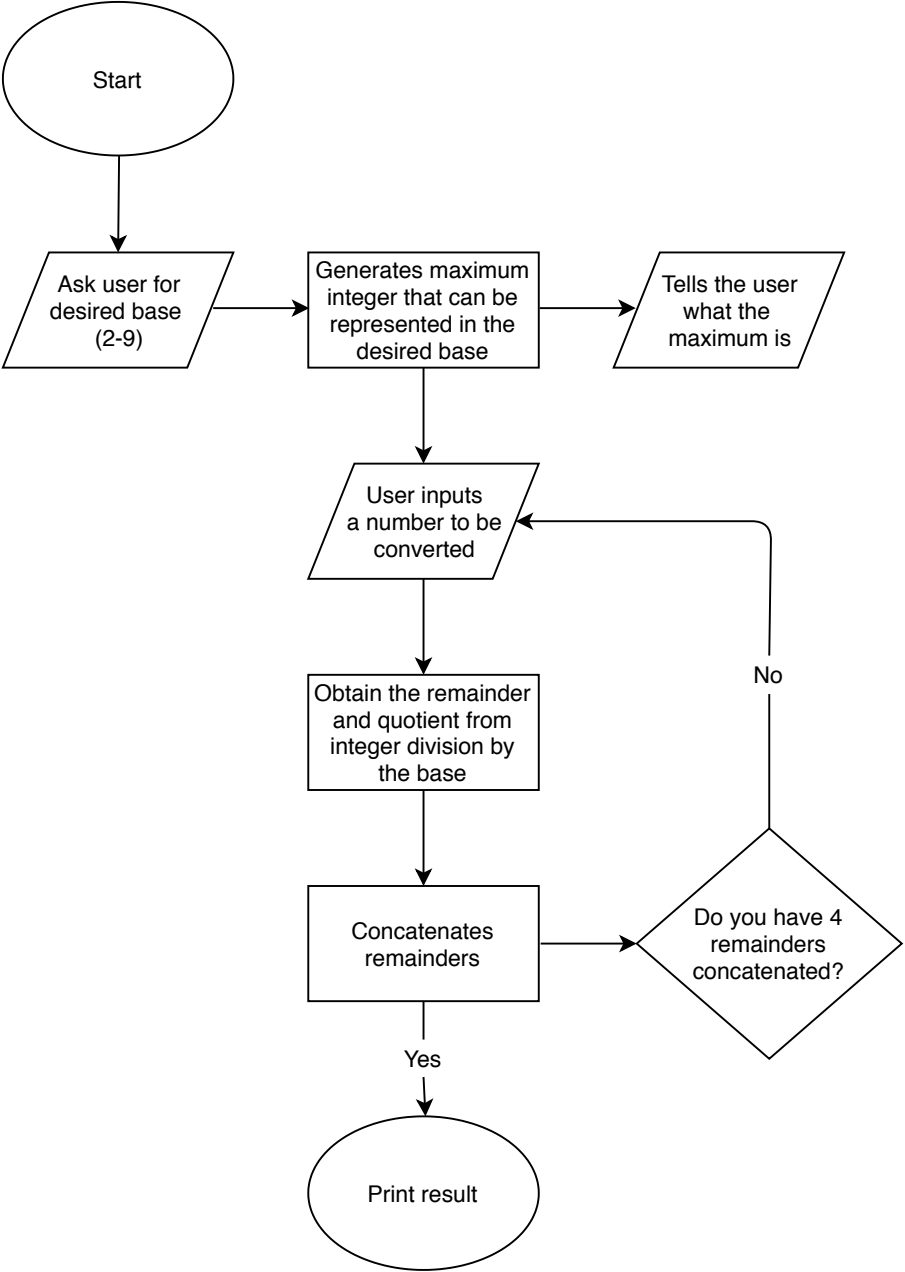 Start
Ask user for
desired base
(2-9)
Generates maximum
integer that can be
represented in the
desired base
Tells the user
what the
maximum is
User inputs
a number to be
converted
Obtain the remainder
and quotient from
integer division by
the base
No
Concatenates
remainders
Do you have 4
remainders
concatenated?
Yes
Print result